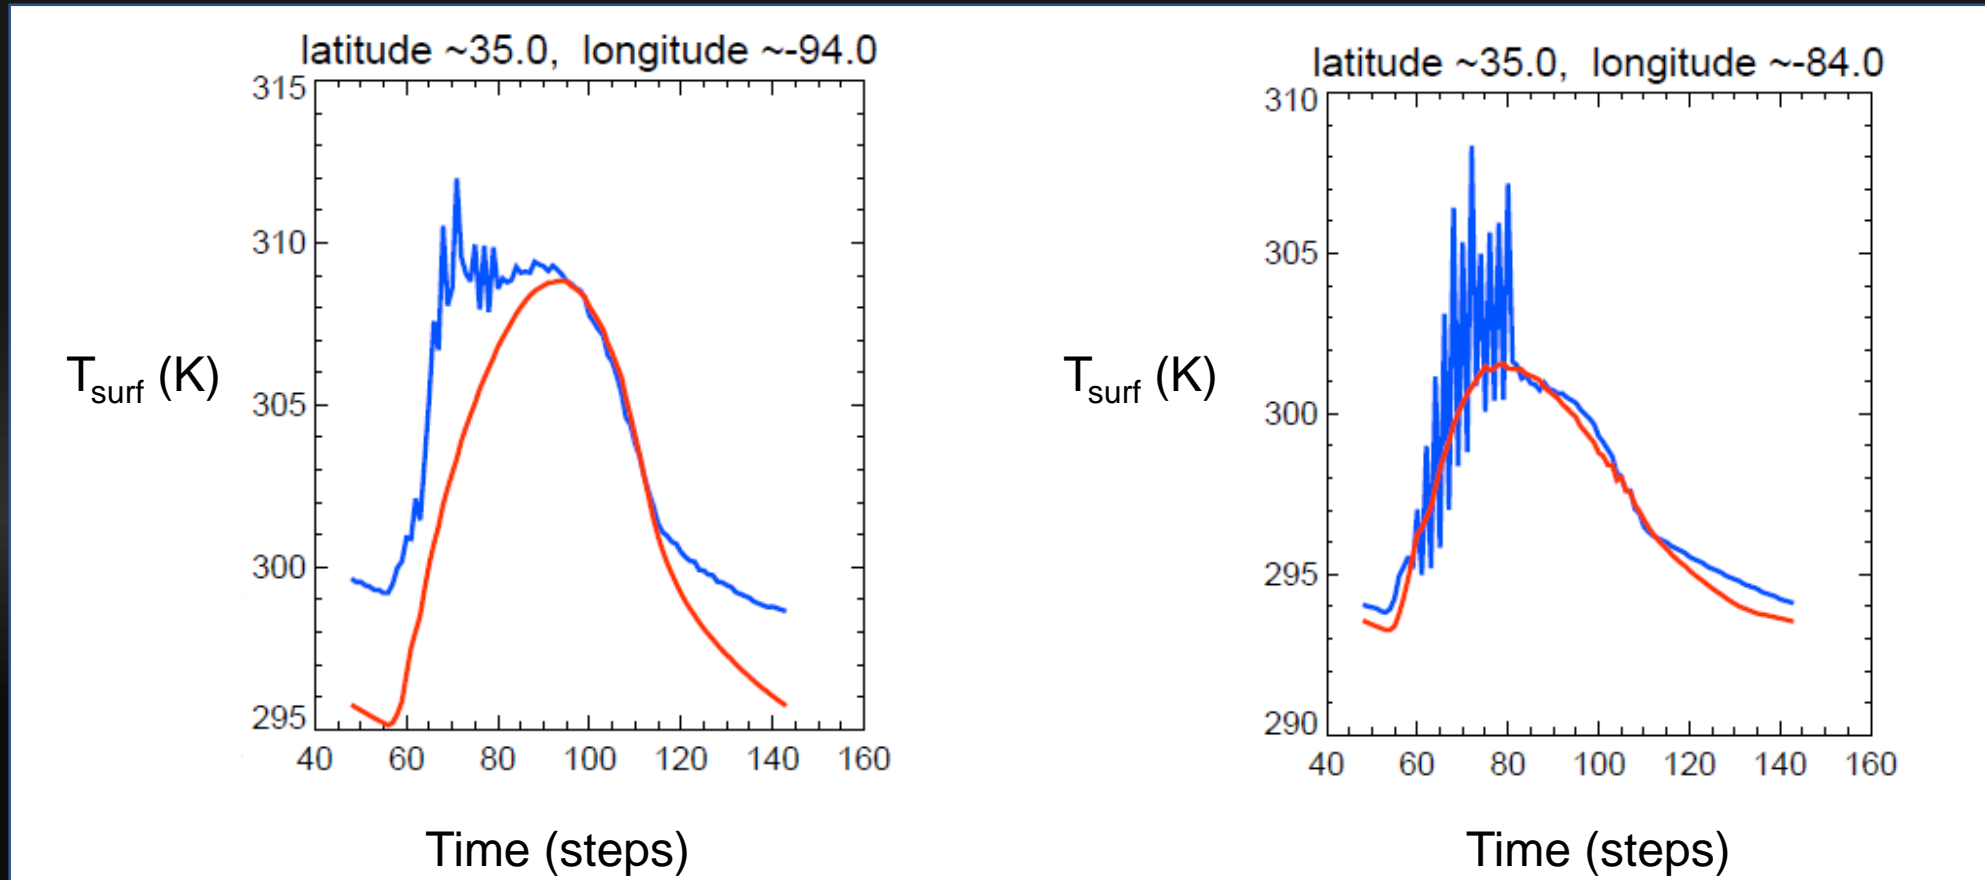 latitude ~35.0, longitude ~-94.0
315
310
305
300
295
T_surf (K)
40 60 80 100 120 140 160
Time (steps)
latitude ~35.0, longitude ~-84.0
310
305
300
295
290
T_surf (K)
40 60 80 100 120 140 160
Time (steps)